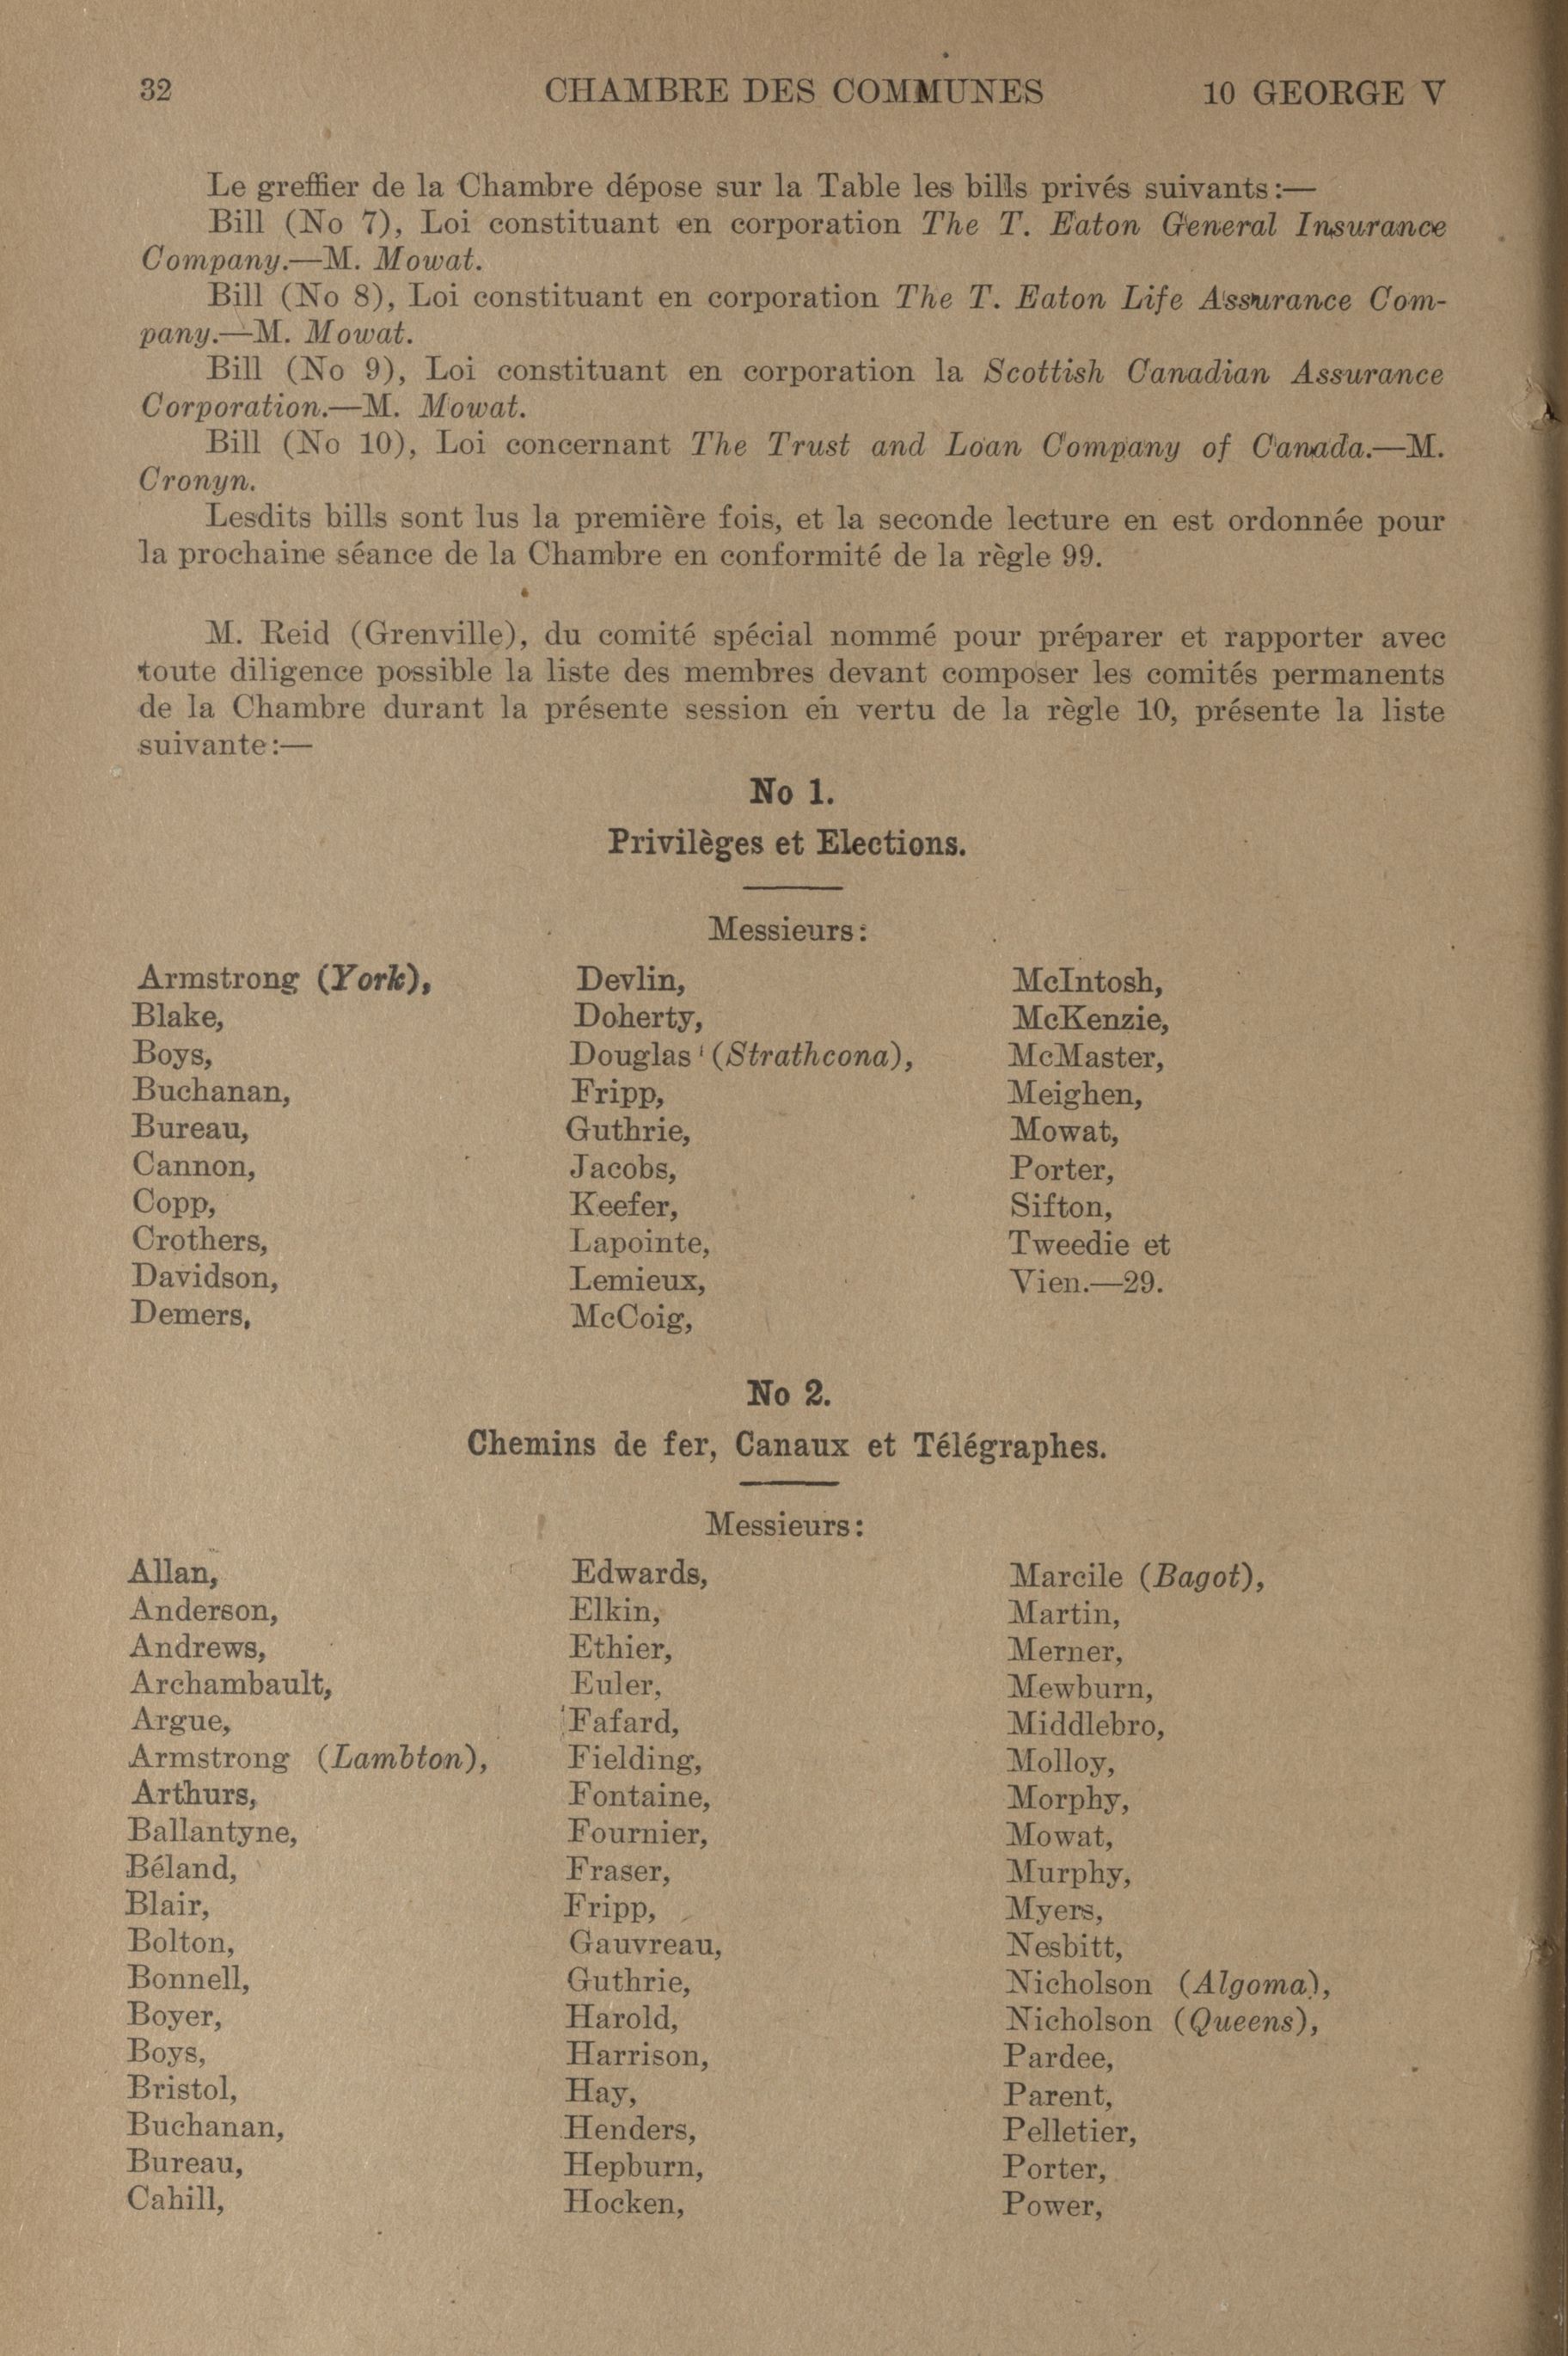 32 CHAMBRE DES COMMUNES 10 GEORGE V
Le greffier de la Chambre dépose sur la Table les bills privés suivants:—
Bill (No 7), Loi constituant en corporation The T. Eaton General Insurance
Company.—M. Mowat.
Bill (No 8), Loi constituant en corporation The T. Eaton Life Assurance Com-
pany.—M. Mowat.
Bill (No 9), Loi constituant en corporation la Scottish Canadian Assurance
Corporation.—M. Mowat.
Bill (No 10), Loi concernant The Trust and Loan Company of Canada.—M.
Cronyn.
Lesdits bills sont lus la première fois, et la seconde lecture en est ordonnée pour
la prochaine séance de la Chambre en conformité de la règle 99.
M. Reid (Grenville), du comité spécial nommé pour préparer et rapporter avec
toute diligence possible la liste des membres devant composer les comités permanents
de la Chambre durant la présente session en vertu de la règle 10, présente la liste
suivante:—
No 1.
Privilèges et Elections.
Messieurs:
Armstrong (York),
Blake,
Boys,
Buchanan,
Bureau,
Cannon,
Copp,
Crothers,
Davidson,
Demers,
Devlin,
Doherty,
Douglas (Strathcona),
Fripp,
Guthrie,
Jacobs,
Keefer,
Lapointe,
Lemieux,
McCoig,
McIntosh,
McKenzie,
McMaster,
Meighen,
Mowat,
Porter,
Sifton,
Tweedie et
Vien.—29.
No 2.
Chemins de fer, Canaux et Télégraphes.
Messieurs:
Allan,
Anderson,
Andrews,
Archambault,
Argue,
Armstrong (Lambton),
Arthurs,
Ballantyne,
Béland,
Blair,
Bolton,
Bonnell,
Boyer,
Boys,
Bristol,
Buchanan,
Bureau,
Cahill,
Edwards,
Elkin,
Ethier,
Euler,
Fafard,
Fielding,
Fontaine,
Fournier,
Fraser,
Fripp,
Gauvreau,
Guthrie,
Harold,
Harrison,
Hay,
Henders,
Hepburn,
Hocken,
Marcile (Bagot),
Martin,
Merner,
Mewburn,
Middlebro,
Molloy,
Morphy,
Mowat,
Murphy,
Myers,
Nesbitt,
Nicholson (Algoma),
Nicholson (Queens),
Pardee,
Parent,
Pelletier,
Porter,
Power,